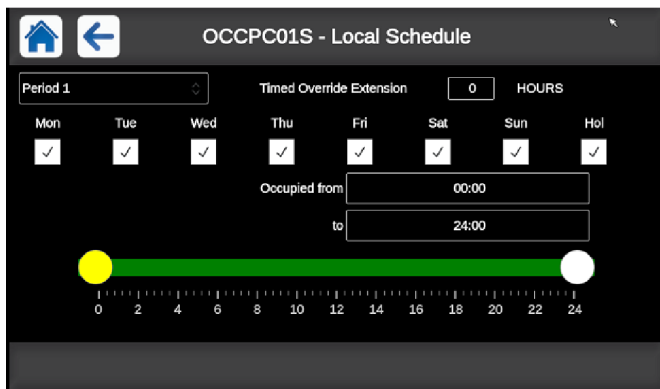 OCCPC01S - Local Schedule
Period 1 Timed Override Extension 0 HOURS
Mon Tue Wed Thu Fri Sat Sun Hol
Occupied from 00:00
to 24:00
0 2 4 6 8 10 12 14 16 18 20 22 24